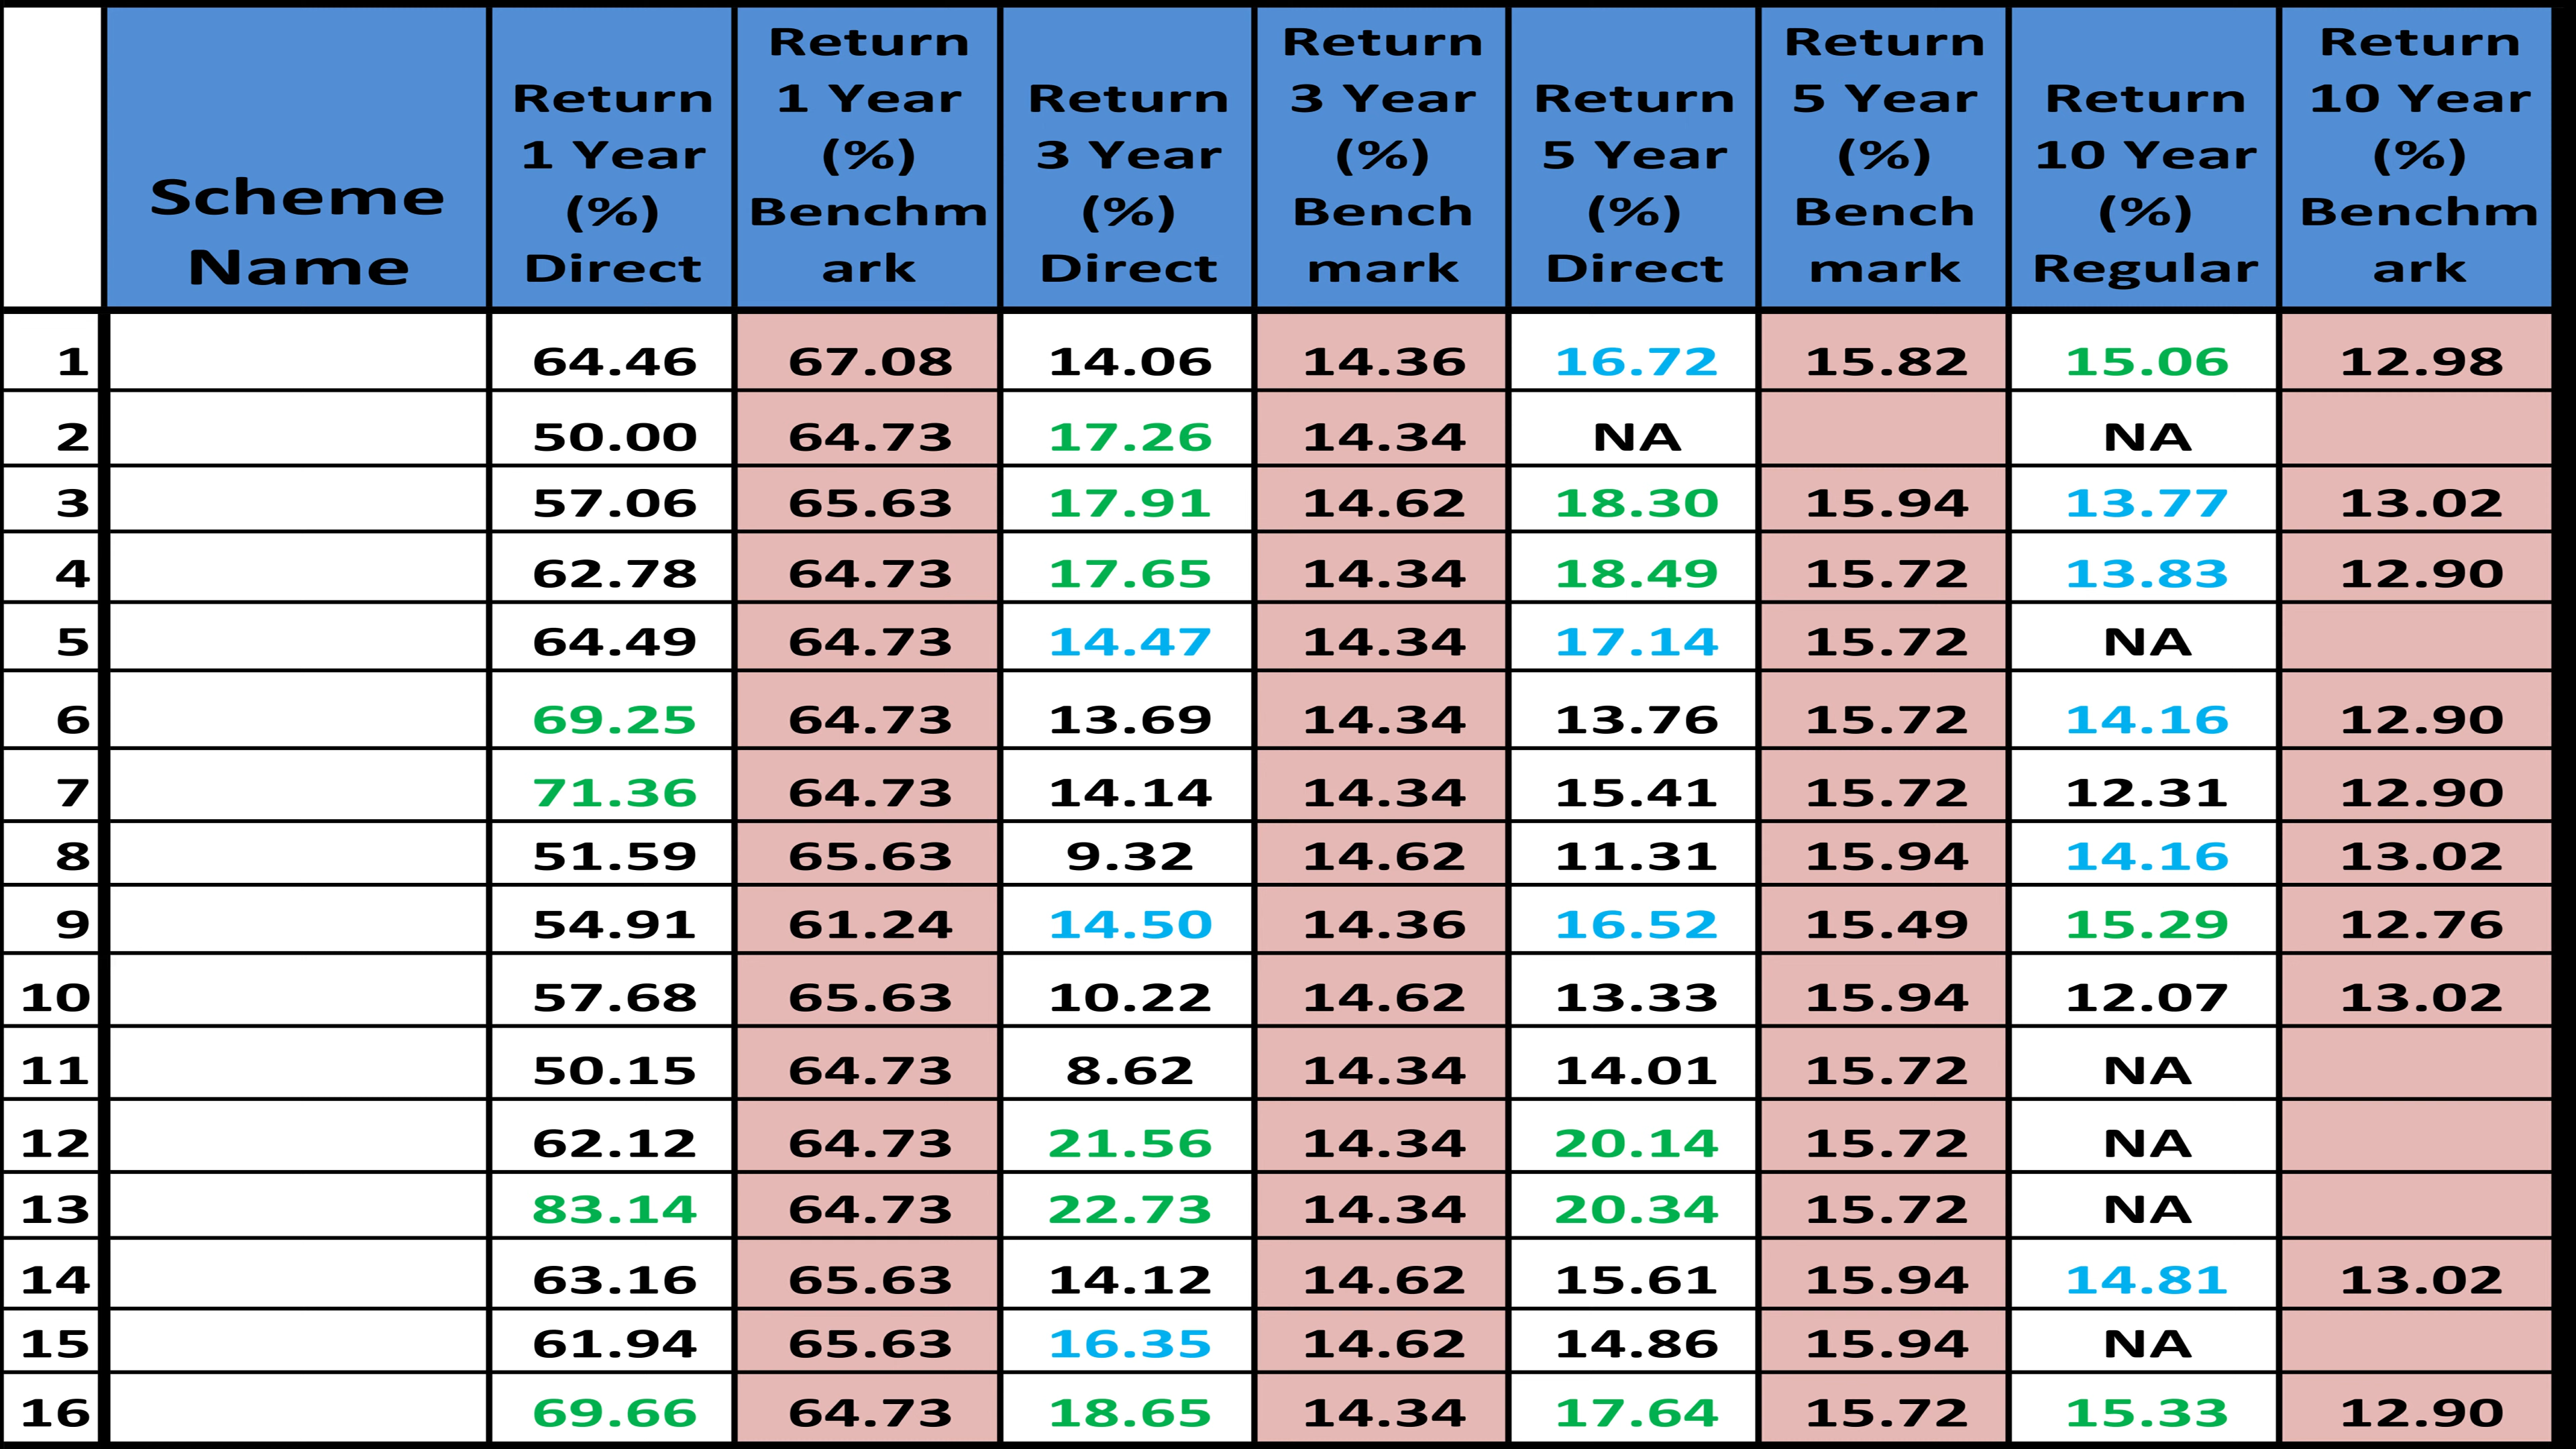 Scheme Name Return 1 Year (%) Direct Return 1 Year (%) Benchm ark Return 3 Year (%) Direct Return 3 Year (%) Bench mark Return 5 Year (%) Direct Return 5 Year (%) Bench mark Return 10 Year (%) Regular Return 10 Year (%) Benchm ark
1 64.46 67.08 14.06 14.36 16.72 15.82 15.06 12.98
2 50.00 64.73 17.26 14.34 NA NA
3 57.06 65.63 17.91 14.62 18.30 15.94 13.77 13.02
4 62.78 64.73 17.65 14.34 18.49 15.72 13.83 12.90
5 64.49 64.73 14.47 14.34 17.14 15.72 NA
6 69.25 64.73 13.69 14.34 13.76 15.72 14.16 12.90
7 71.36 64.73 14.14 14.34 15.41 15.72 12.31 12.90
8 51.59 65.63 9.32 14.62 11.31 15.94 14.16 13.02
9 54.91 61.24 14.50 14.36 16.52 15.49 15.29 12.76
10 57.68 65.63 10.22 14.62 13.33 15.94 12.07 13.02
11 50.15 64.73 8.62 14.34 14.01 15.72 NA
12 62.12 64.73 21.56 14.34 20.14 15.72 NA
13 83.14 64.73 22.73 14.34 20.34 15.72 NA
14 63.16 65.63 14.12 14.62 15.61 15.94 14.81 13.02
15 61.94 65.63 16.35 14.62 14.86 15.94 NA
16 69.66 64.73 18.65 14.34 17.64 15.72 15.33 12.90